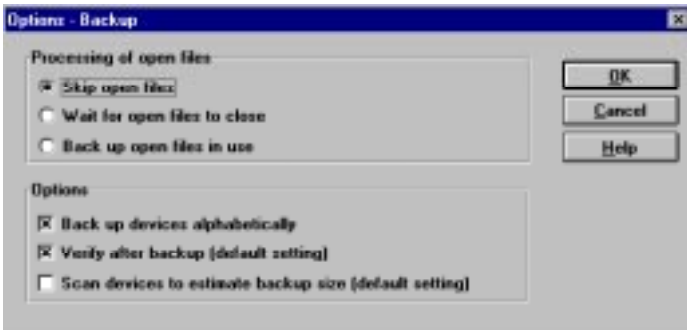 Options - Backup
Processing of open files
Skip open files
Wait for open files to close
Back up open files in use
OK
Cancel
Help
Options
Back up devices alphabetically
Verify after backup (default setting)
Scan devices to estimate backup size (default setting)